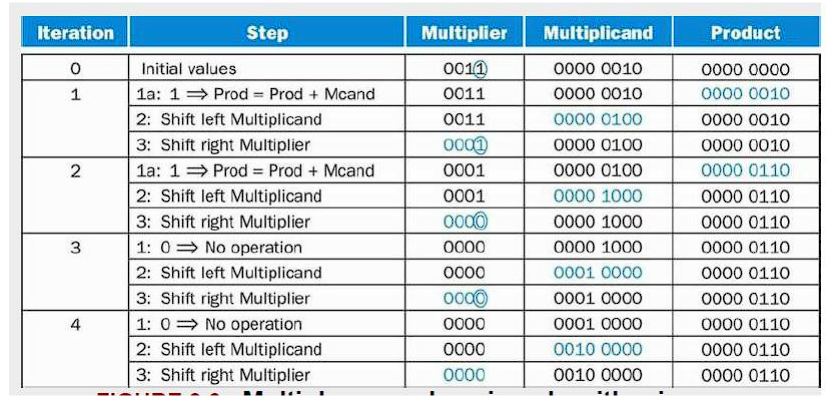 Iteration Step Multiplier Multiplicand Product
0 Initial values 0011 0000 0010 0000 0000
1 1a: 1 ⇒ Prod = Prod + Mcand 0011 0000 0010 0000 0010
2: Shift left Multiplicand 0011 0000 0100 0000 0010
3: Shift right Multiplier 0001 0000 0100 0000 0010
2 1a: 1 ⇒ Prod = Prod + Mcand 0001 0000 0100 0000 0110
2: Shift left Multiplicand 0001 0000 1000 0000 0110
3: Shift right Multiplier 0000 0000 1000 0000 0110
3 1: 0 ⇒ No operation 0000 0000 1000 0000 0110
2: Shift left Multiplicand 0000 0001 0000 0000 0110
3: Shift right Multiplier 0000 0001 0000 0000 0110
4 1: 0 ⇒ No operation 0000 0001 0000 0000 0110
2: Shift left Multiplicand 0000 0010 0000 0000 0110
3: Shift right Multiplier 0000 0010 0000 0000 0110